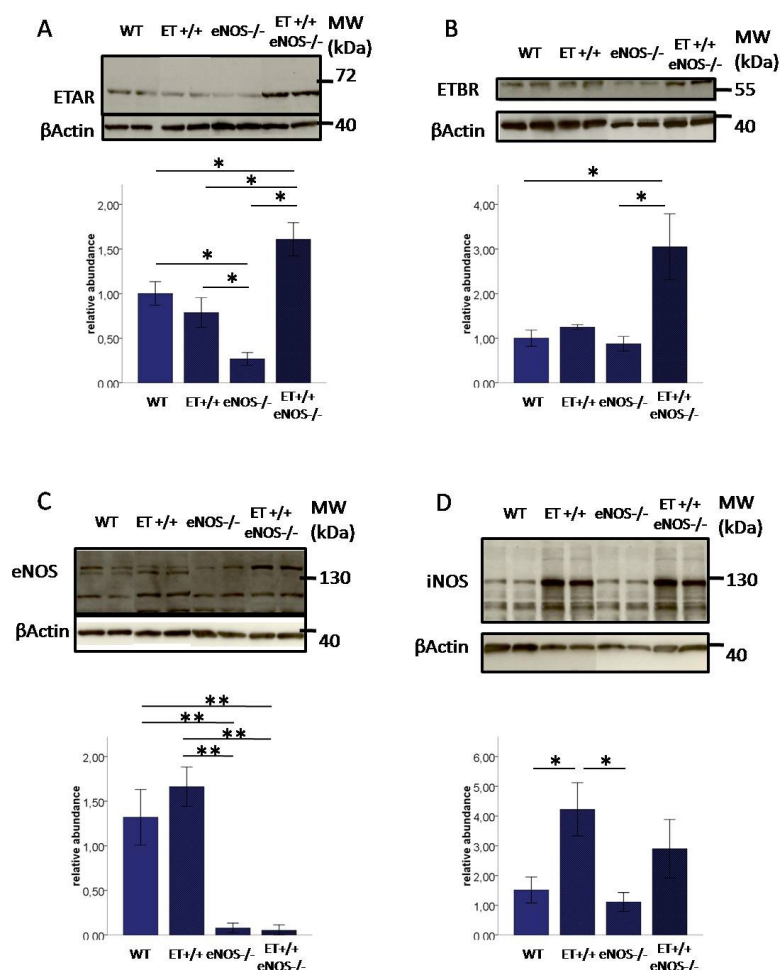 A
WT ET +/+ eNOS-/- ET +/+ eNOS-/- MW (kDa)
72
ETAR
βActin
40
* * * * *
relative abundance
2,00
1,50
1,00
0,50
0,00
WT ET+/+ eNOS-/- ET+/+ eNOS-/-
B
WT ET +/+ eNOS-/- ET +/+ eNOS-/- MW (kDa)
ETBR
55
βActin
40
* *
relative abundance
4,00
3,00
2,00
1,00
0,00
WT ET+/+ eNOS-/- ET+/+ eNOS-/-
C
WT ET +/+ eNOS-/- ET +/+ eNOS-/- MW (kDa)
eNOS
130
βActin
40
** ** ** **
relative abundance
2,00
1,50
1,00
0,50
0,00
WT ET+/+ eNOS-/- ET+/+ eNOS-/-
D
WT ET +/+ eNOS-/- ET +/+ eNOS-/- MW (kDa)
iNOS
130
βActin
40
* *
relative abundance
6,00
5,00
4,00
3,00
2,00
1,00
0,00
WT ET+/+ eNOS-/- ET+/+ eNOS-/-